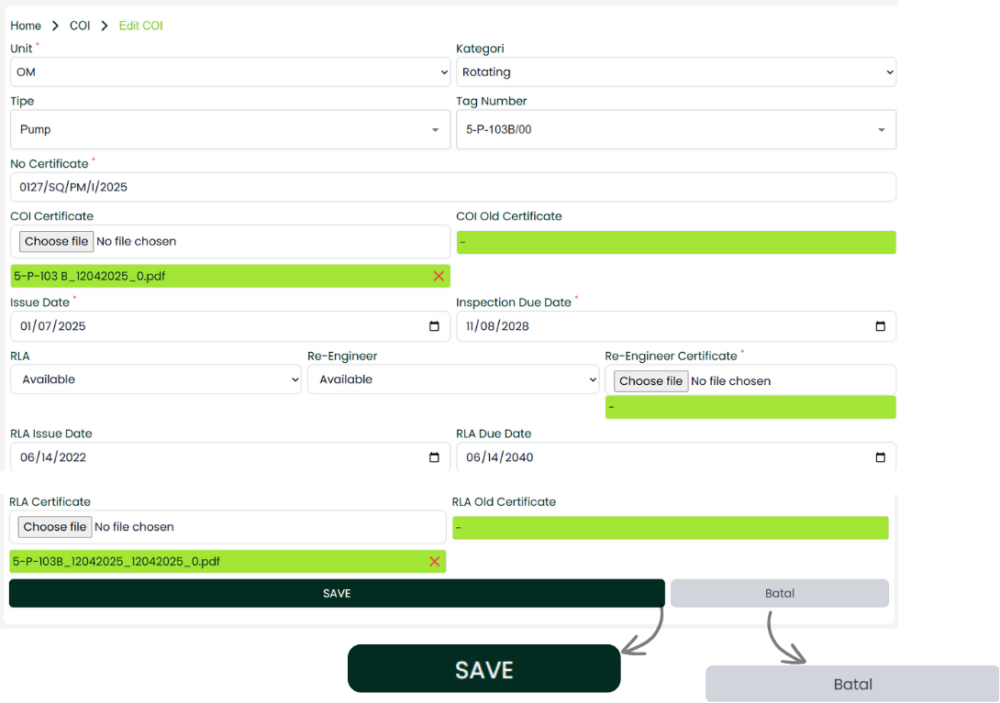 Home > COI > Edit COI
Unit * Kategori
OM Rotating
Tipe Tag Number
Pump 5-P-103B/00
No Certificate *
0127/SQ/PM/I/2025
COI Certificate COI Old Certificate
Choose file No file chosen -
5-P-103 B_12042025_0.pdf
Issue Date * Inspection Due Date *
01/07/2025 11/08/2028
RLA Re-Engineer Re-Engineer Certificate *
Available Available Choose file No file chosen
-
RLA Issue Date RLA Due Date
06/14/2022 06/14/2040
RLA Certificate RLA Old Certificate
Choose file No file chosen -
5-P-103B_12042025_12042025_0.pdf
SAVE Batal
SAVE
Batal